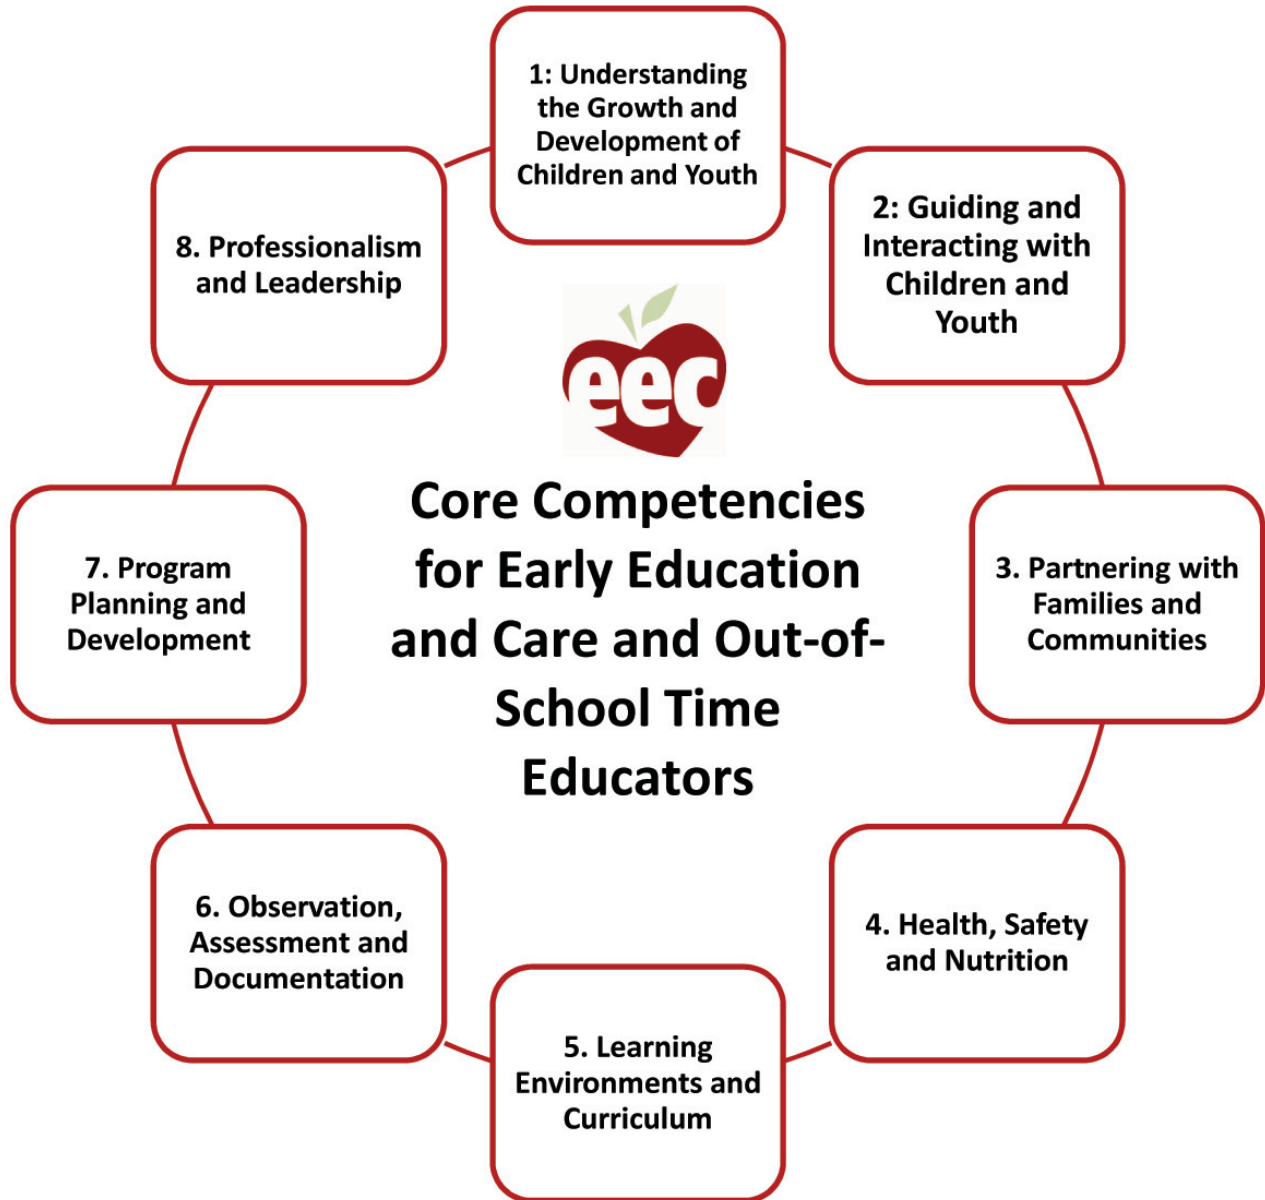 1: Understanding
the Growth and
Development of
Children and Youth
2: Guiding and
Interacting with
Children and
Youth
3. Partnering with
Families and
Communities
4. Health, Safety
and Nutrition
5. Learning
Environments and
Curriculum
6. Observation,
Assessment and
Documentation
7. Program
Planning and
Development
8. Professionalism
and Leadership
eec
Core Competencies
for Early Education
and Care and Out-of-
School Time
Educators